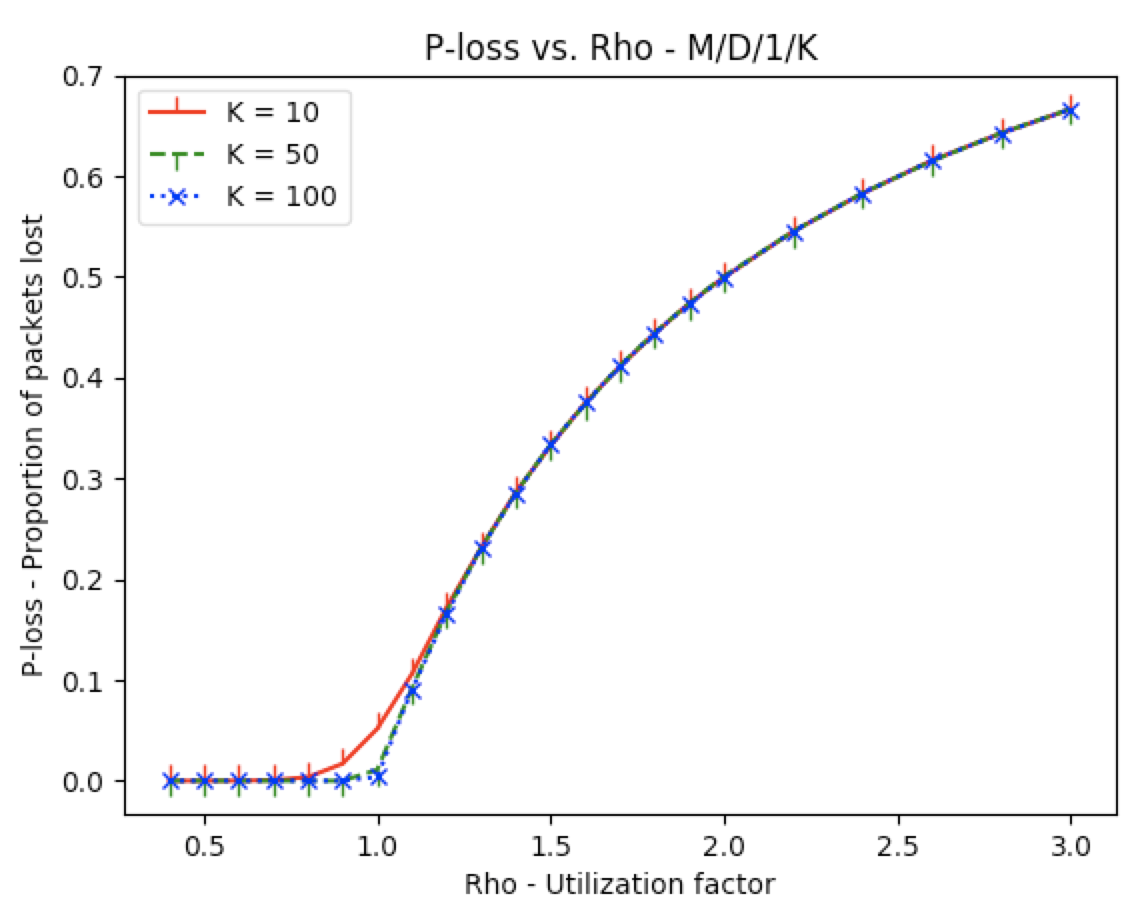 P-loss vs. Rho - M/D/1/K
K = 10
K = 50
K = 100
P-loss - Proportion of packets lost
0.7
0.6
0.5
0.4
0.3
0.2
0.1
0.0
0.5 1.0 1.5 2.0 2.5 3.0
Rho - Utilization factor